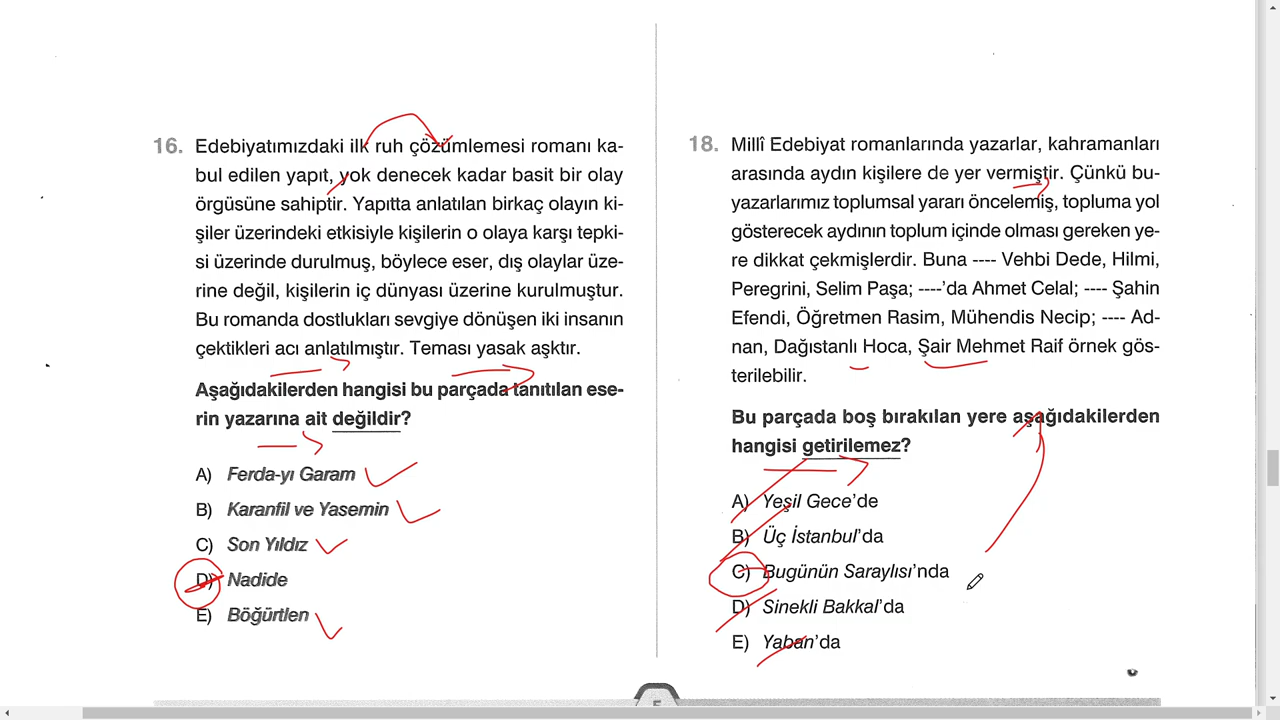 16. Edebiyatımızdaki ilk ruh çözümlemesi romanı ka-
bul edilen yapıt, yok denecek kadar basit bir olay
örgüsüne sahiptir. Yapıtta anlatılan birkaç olayın ki-
şiler üzerindeki etkisiyle kişilerin o olaya karşı tepki-
si üzerinde durulmuş, böylece eser, dış olaylar üze-
rine değil, kişilerin iç dünyası üzerine kurulmuştur.
Bu romanda dostlukları sevgiye dönüşen iki insanın
çektikleri acı anlatılmıştır. Teması yasak aşktır.
Aşağıdakilerden hangisi bu parçada tanıtılan ese-
rin yazarına ait değildir?
A) Ferda-yı Garam
B) Karanfil ve Yasemin
C) Son Yıldız
D) Nadide
E) Böğürtlen
18. Millî Edebiyat romanlarında yazarlar, kahramanları
arasında aydın kişilere de yer vermiştir. Çünkü bu-
yazarlarımız toplumsal yararı öncelemiş, topluma yol
gösterecek aydının toplum içinde olması gereken ye-
re dikkat çekmişlerdir. Buna ---- Vehbi Dede, Hilmi,
Peregrini, Selim Paşa; ----'da Ahmet Celal; ---- Şahin
Efendi, Öğretmen Rasim, Mühendis Necip; ---- Ad-
nan, Dağıstanlı Hoca, Şair Mehmet Raif örnek gös-
terilebilir.
Bu parçada boş bırakılan yere aşağıdakilerden
hangisi getirilemez?
A) Yeşil Gece'de
B) Üç İstanbul'da
C) Bugünün Saraylısı'nda
D) Sinekli Bakkal'da
E) Yaban'da
5